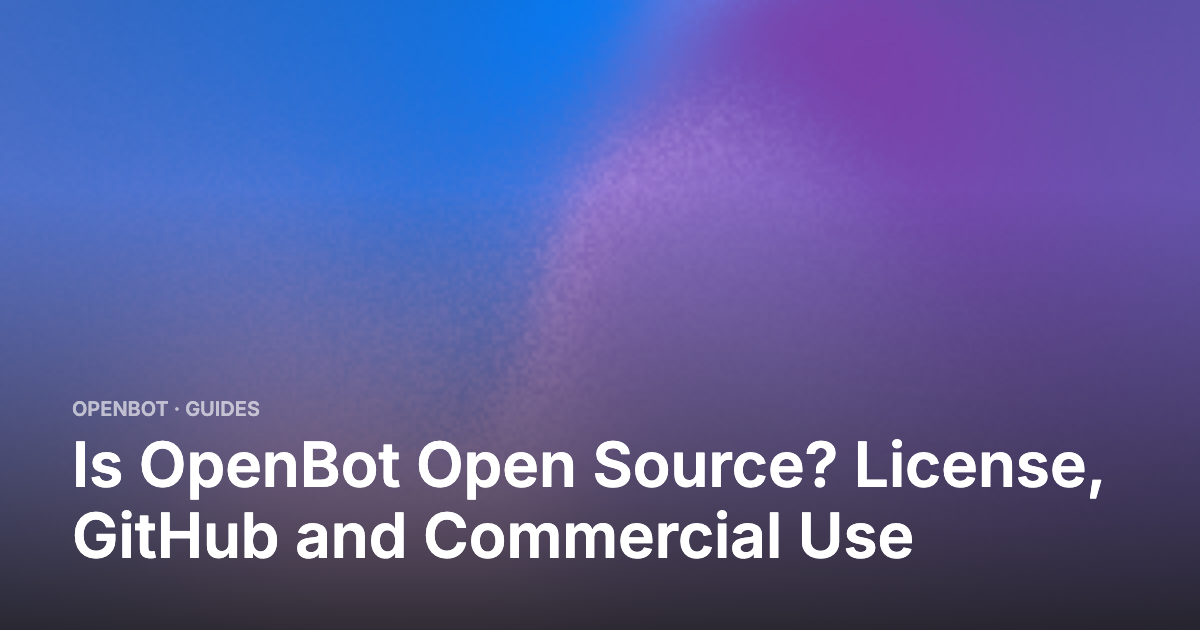 OPENBOT · GUIDES
Is OpenBot Open Source? License,
GitHub and Commercial Use